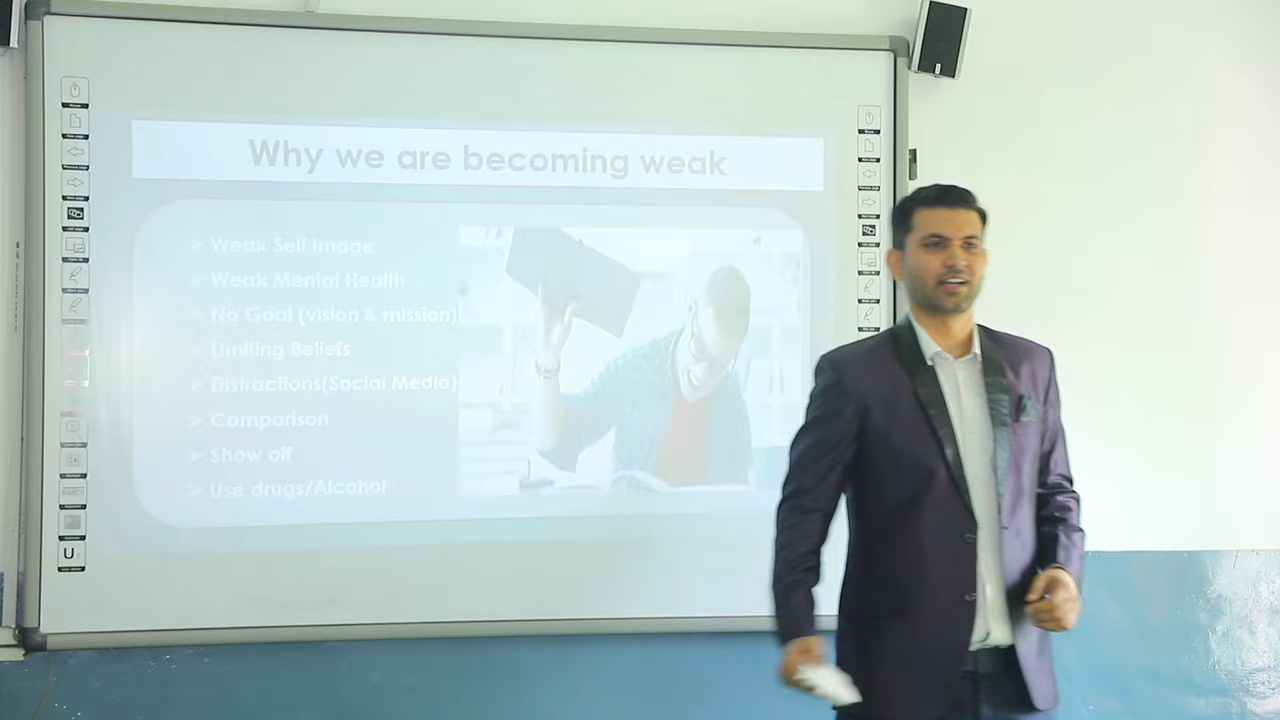 Why we are becoming weak
Weak Self Image
Weak Mental Health
No Goal (vision & mission)
Limiting Beliefs
Distractions(Social Media)
Comparison
Show off
Use drugs/Alcohol